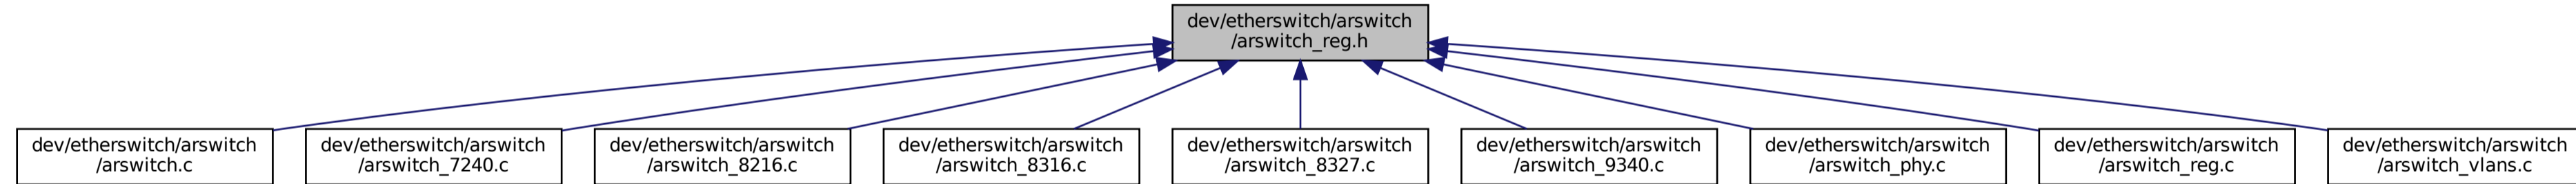 dev/etherswitch/arswitch
/arswitch_reg.h
dev/etherswitch/arswitch
/arswitch.c
dev/etherswitch/arswitch
/arswitch_7240.c
dev/etherswitch/arswitch
/arswitch_8216.c
dev/etherswitch/arswitch
/arswitch_8316.c
dev/etherswitch/arswitch
/arswitch_8327.c
dev/etherswitch/arswitch
/arswitch_9340.c
dev/etherswitch/arswitch
/arswitch_phy.c
dev/etherswitch/arswitch
/arswitch_reg.c
dev/etherswitch/arswitch
/arswitch_vlans.c